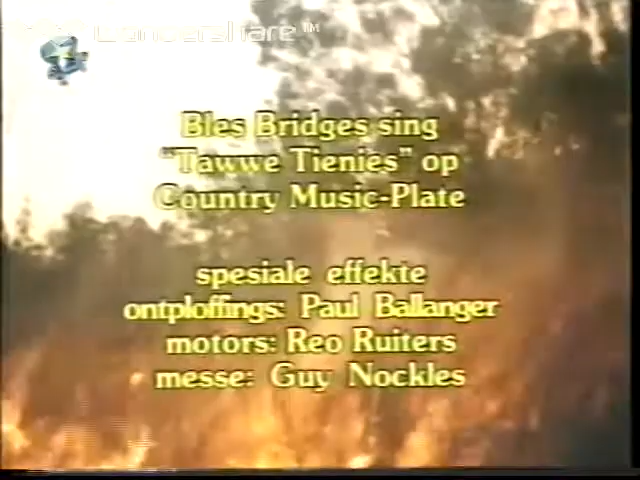 Wondershare™
Bles Bridges sing
"Tawwe Tienies" op
Country Music-Plate
spesiale effekte
ontploffings: Paul Ballanger
motors: Reo Ruiters
messe: Guy Nockles